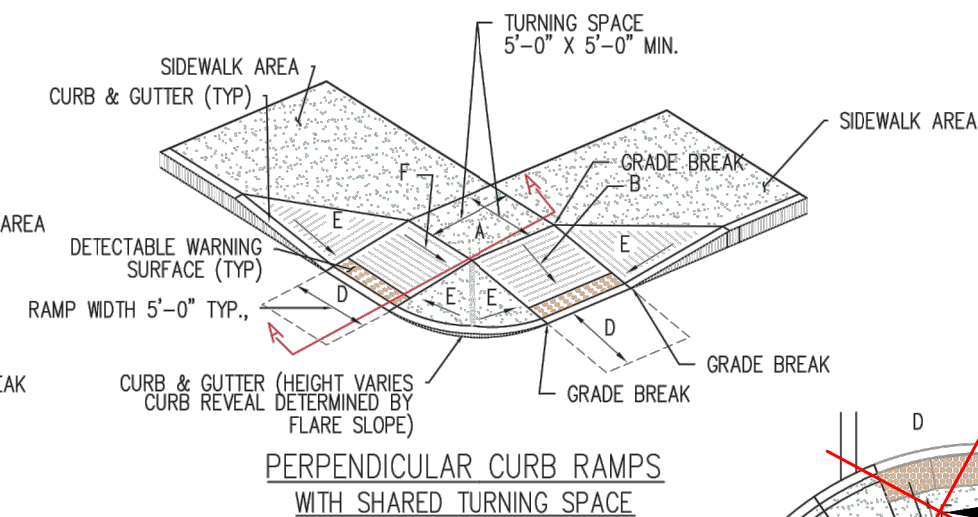 TURNING SPACE
5'-0" X 5'-0" MIN.
SIDEWALK AREA
CURB & GUTTER (TYP)
SIDEWALK AREA
GRADE BREAK
A
F
B
A
E
E
AREA
DETECTABLE WARNING
SURFACE (TYP)
D
E
E
RAMP WIDTH 5'-0" TYP.,
D
A
GRADE BREAK
EAK
CURB & GUTTER (HEIGHT VARIES
CURB REVEAL DETERMINED BY
FLARE SLOPE)
GRADE BREAK
D
PERPENDICULAR CURB RAMPS
WITH SHARED TURNING SPACE